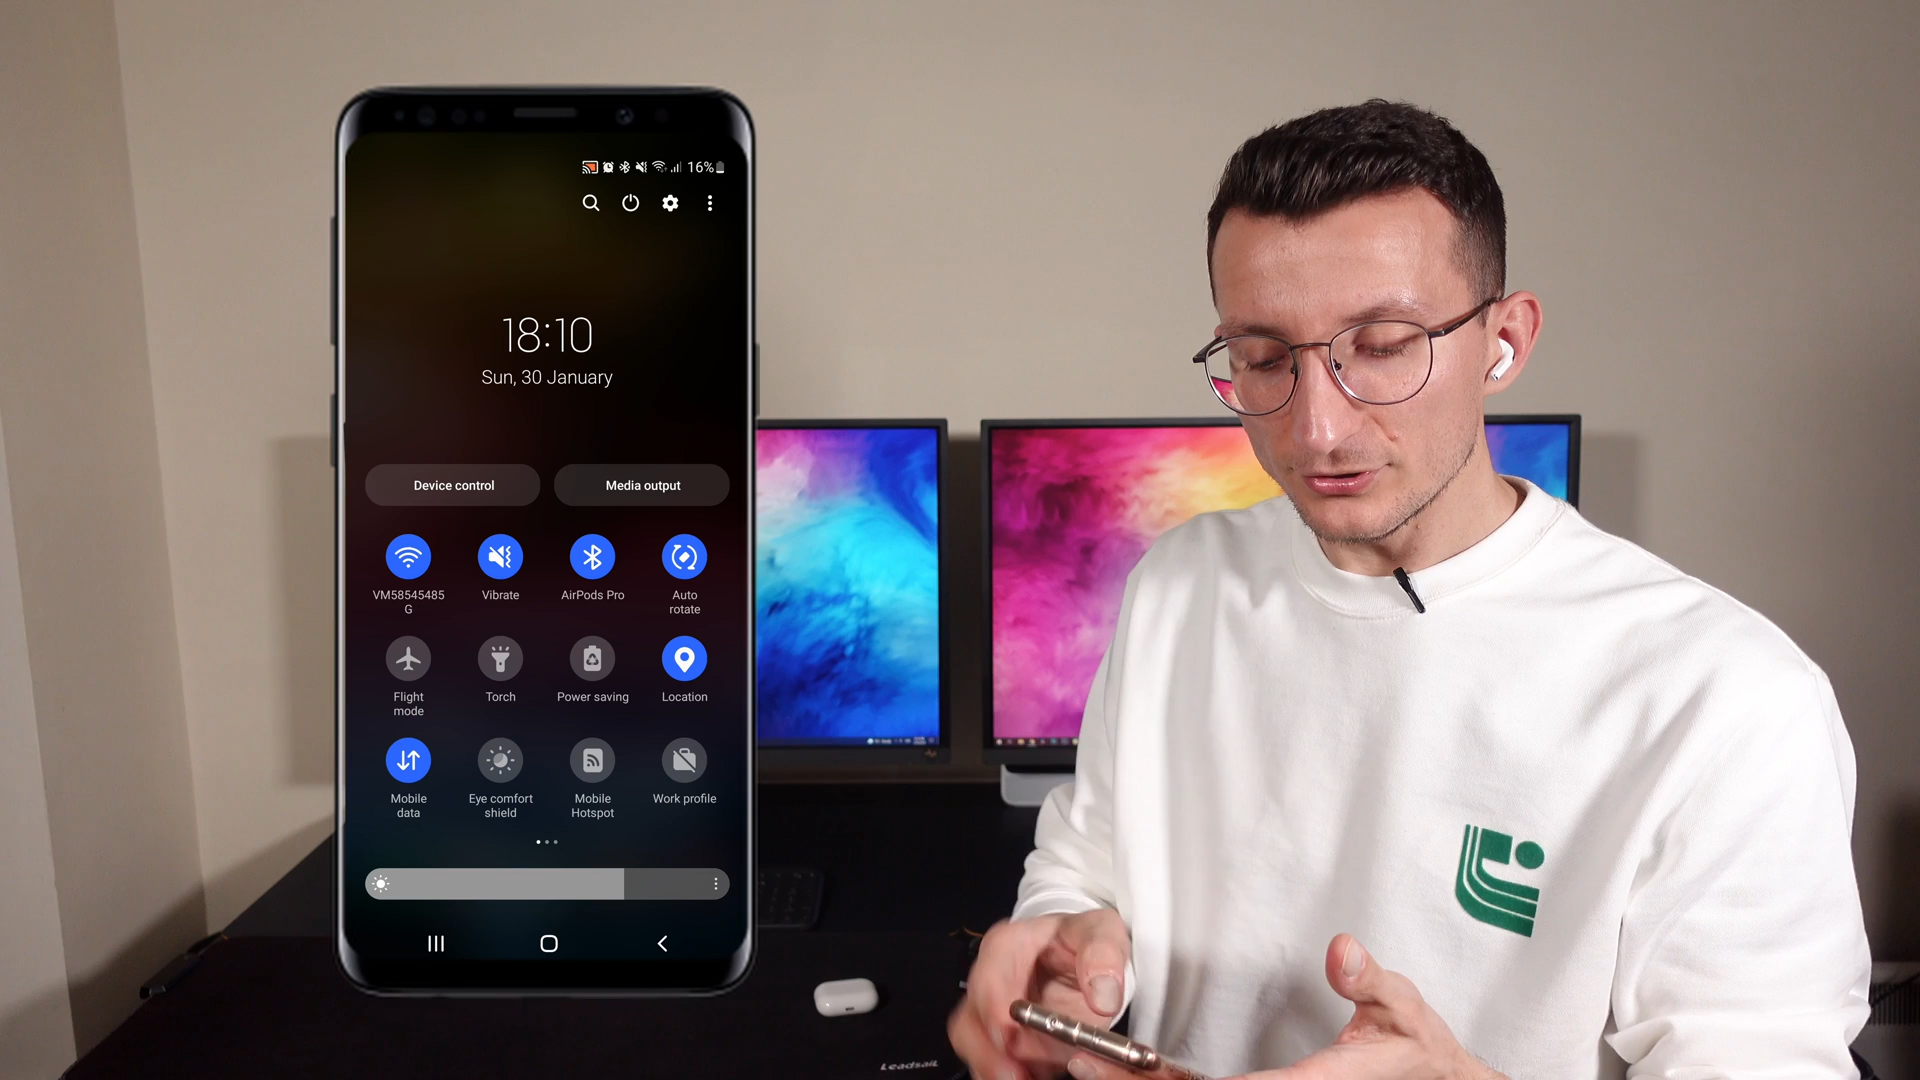 16%
18:10
Sun, 30 January
Device control
Media output
VM58545485
G
Vibrate
AirPods Pro
Auto
rotate
Flight
mode
Torch
Power saving
Location
Mobile
data
Eye comfort
shield
Mobile
Hotspot
Work profile
Leadsail